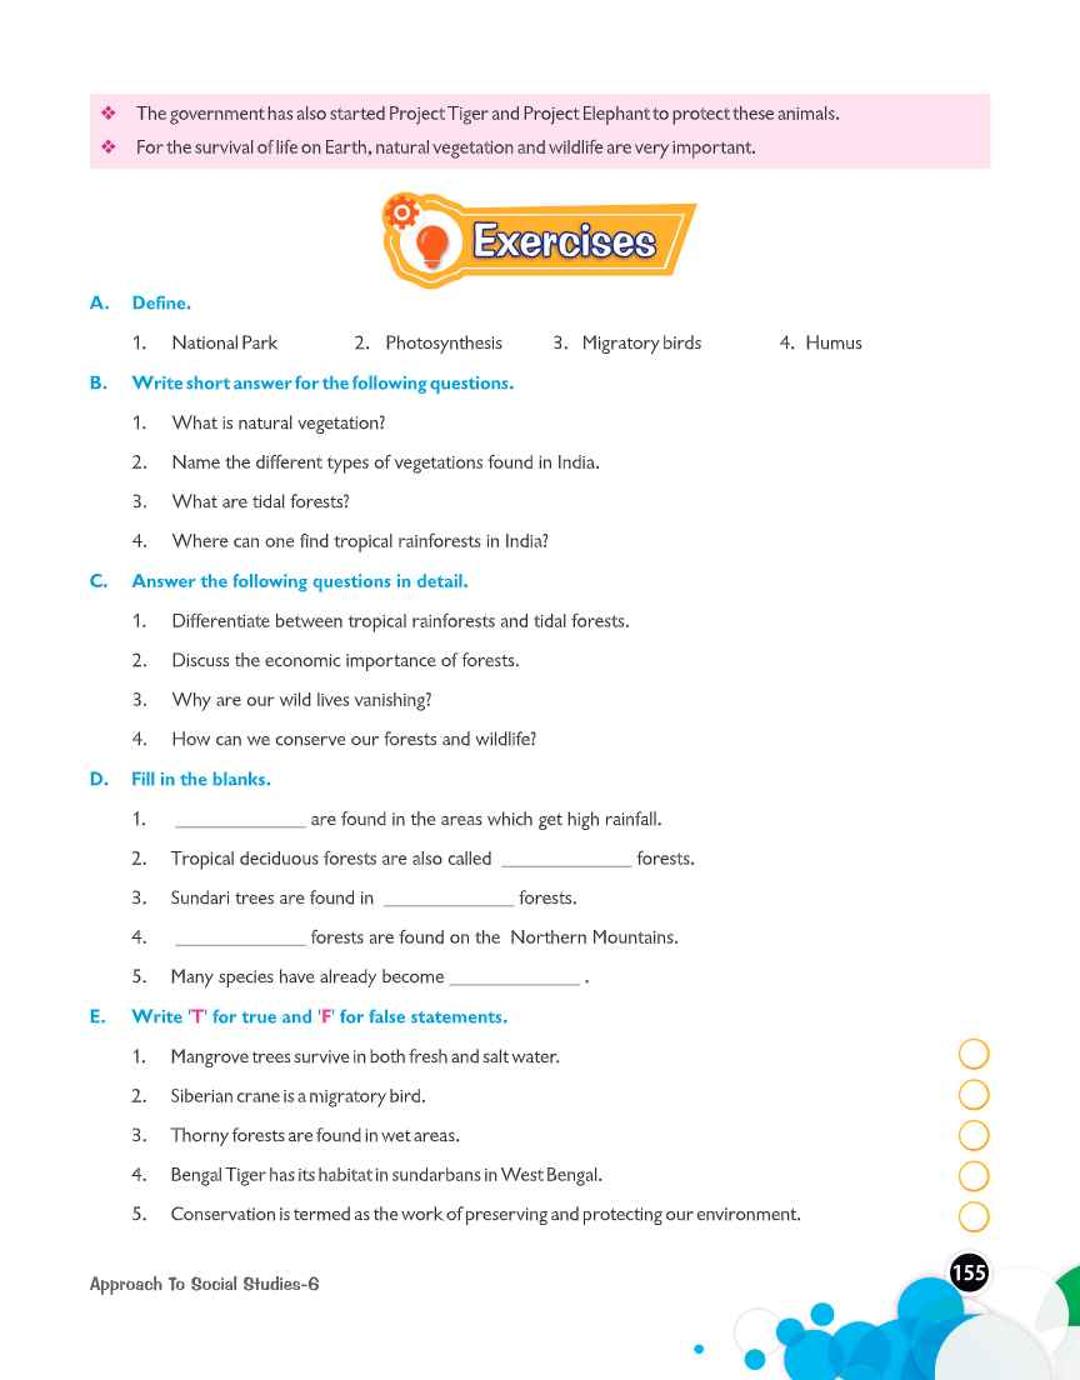 ❖ The government has also started Project Tiger and Project Elephant to protect these animals.
❖ For the survival of life on Earth, natural vegetation and wildlife are very important.
Exercises
A. Define.
1. National Park 2. Photosynthesis 3. Migratory birds 4. Humus
B. Write short answer for the following questions.
1. What is natural vegetation?
2. Name the different types of vegetations found in India.
3. What are tidal forests?
4. Where can one find tropical rainforests in India?
C. Answer the following questions in detail.
1. Differentiate between tropical rainforests and tidal forests.
2. Discuss the economic importance of forests.
3. Why are our wild lives vanishing?
4. How can we conserve our forests and wildlife?
D. Fill in the blanks.
1. _____________ are found in the areas which get high rainfall.
2. Tropical deciduous forests are also called _____________ forests.
3. Sundari trees are found in _____________ forests.
4. _____________ forests are found on the Northern Mountains.
5. Many species have already become _____________ .
E. Write 'T' for true and 'F' for false statements.
1. Mangrove trees survive in both fresh and salt water.
2. Siberian crane is a migratory bird.
3. Thorny forests are found in wet areas.
4. Bengal Tiger has its habitat in sundarbans in West Bengal.
5. Conservation is termed as the work of preserving and protecting our environment.
Approach To Social Studies-6
155